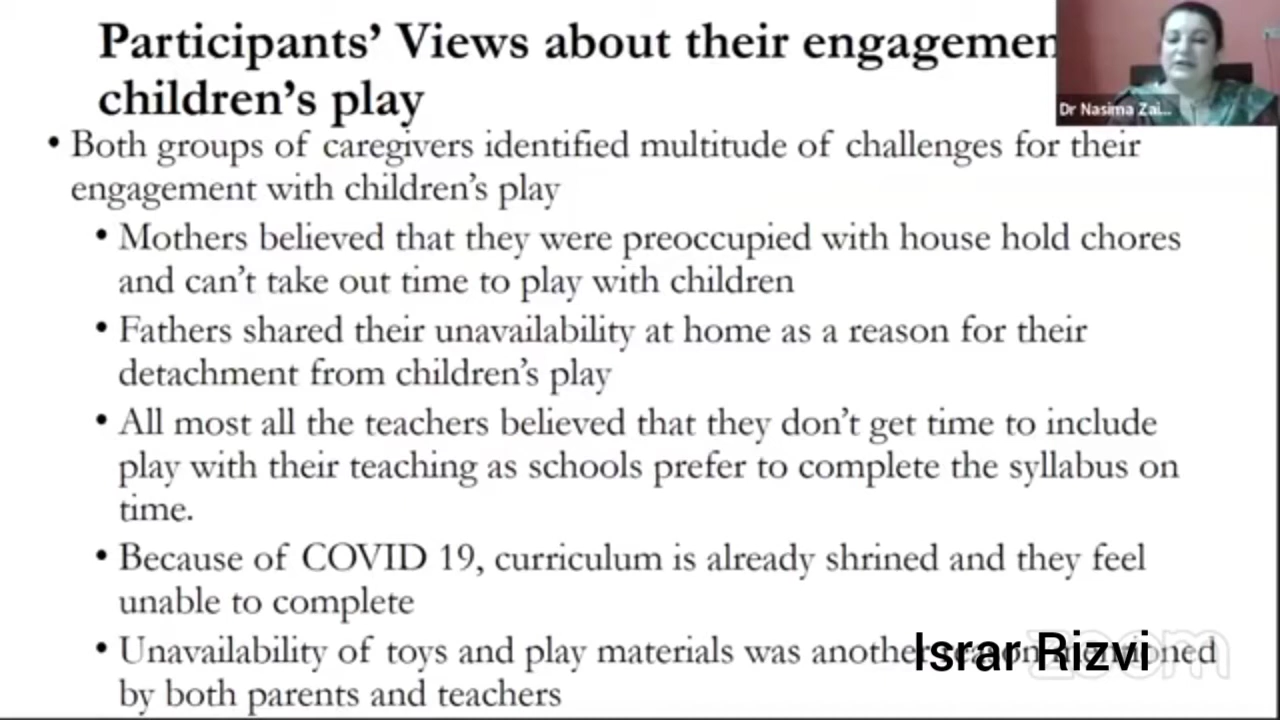 Participants' Views about their engagemen
children's play
Dr Nasima Zai...
• Both groups of caregivers identified multitude of challenges for their
engagement with children's play
• Mothers believed that they were preoccupied with house hold chores
and can't take out time to play with children
• Fathers shared their unavailability at home as a reason for their
detachment from children's play
• All most all the teachers believed that they don't get time to include
play with their teaching as schools prefer to complete the syllabus on
time.
• Because of COVID 19, curriculum is already shrined and they feel
unable to complete
• Unavailability of toys and play materials was another
Israr Rizvi
zoom
by both parents and teachers